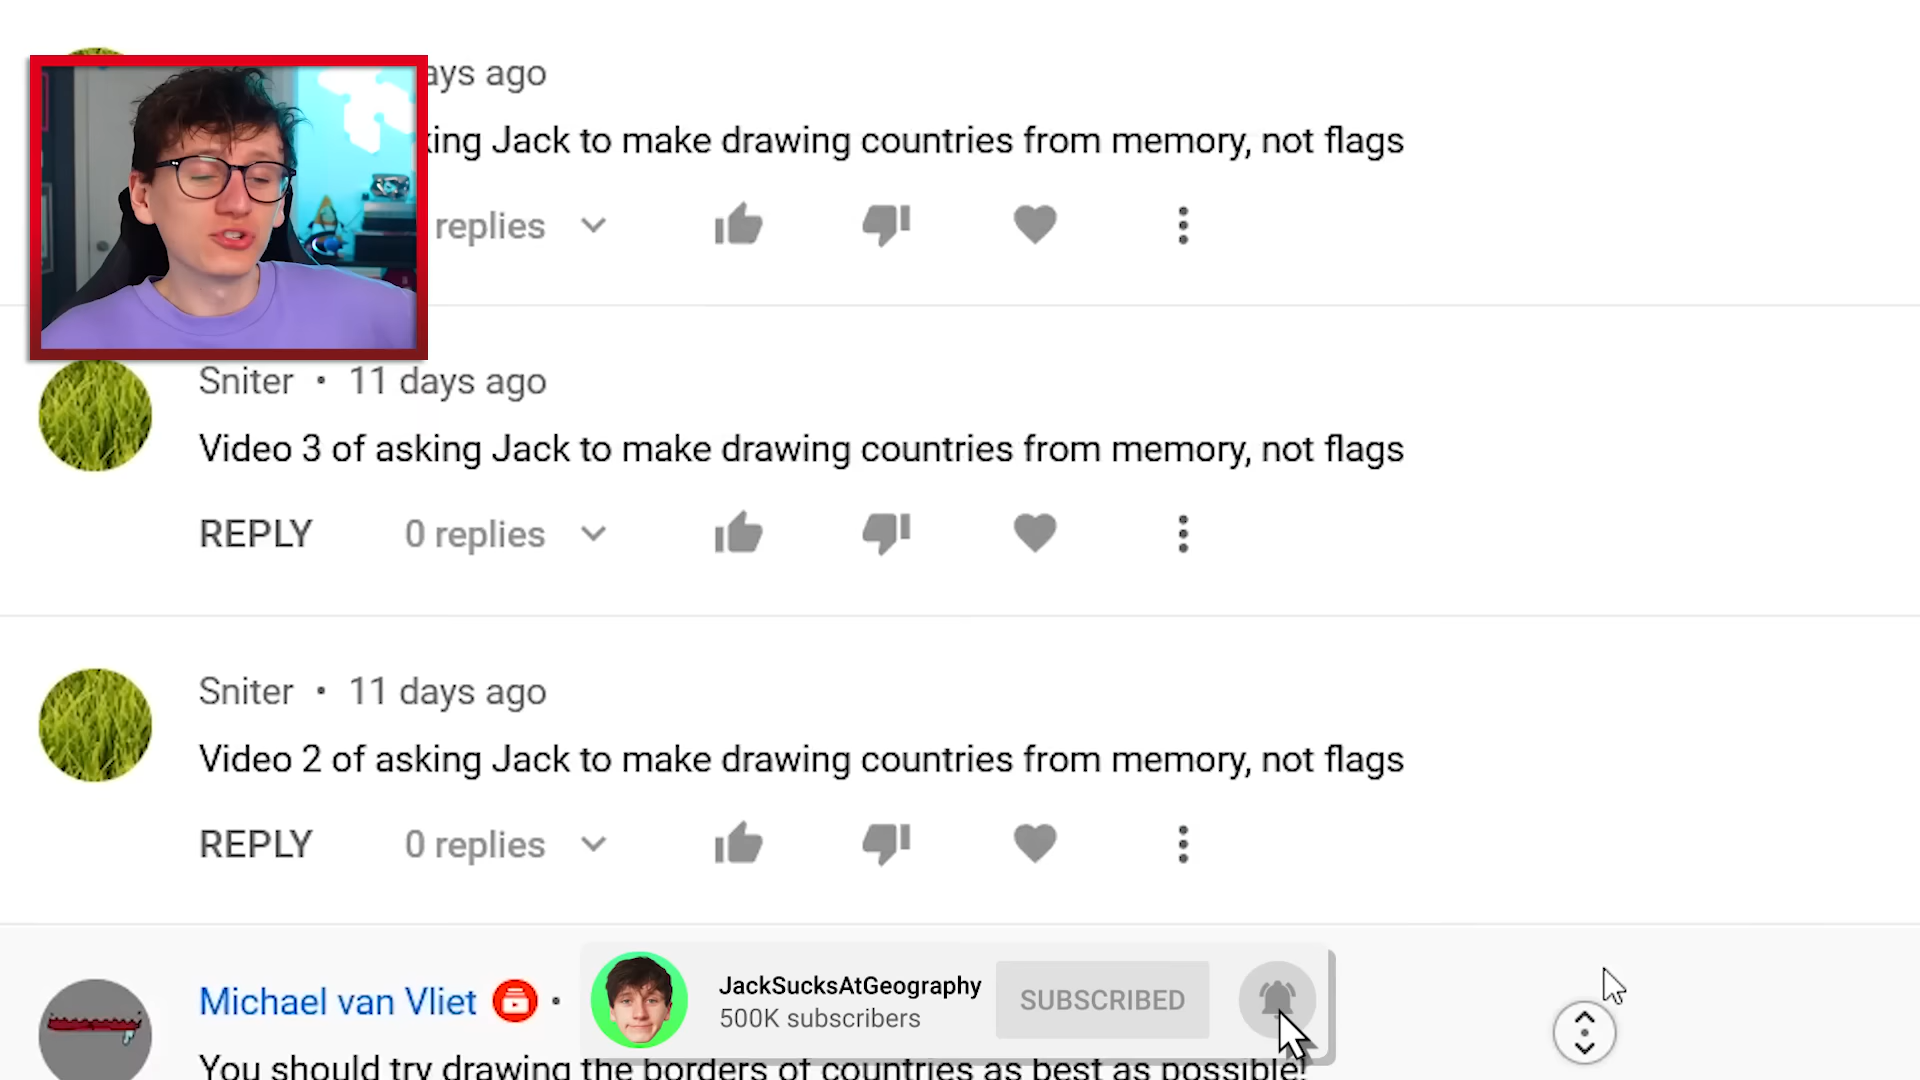 ays ago
king Jack to make drawing countries from memory, not flags
replies
Sniter • 11 days ago
Video 3 of asking Jack to make drawing countries from memory, not flags
REPLY 0 replies
Sniter • 11 days ago
Video 2 of asking Jack to make drawing countries from memory, not flags
REPLY 0 replies
Michael van Vliet •
JackSucksAtGeography
500K subscribers
SUBSCRIBED
You should try drawing the borders of countries as best as possible!